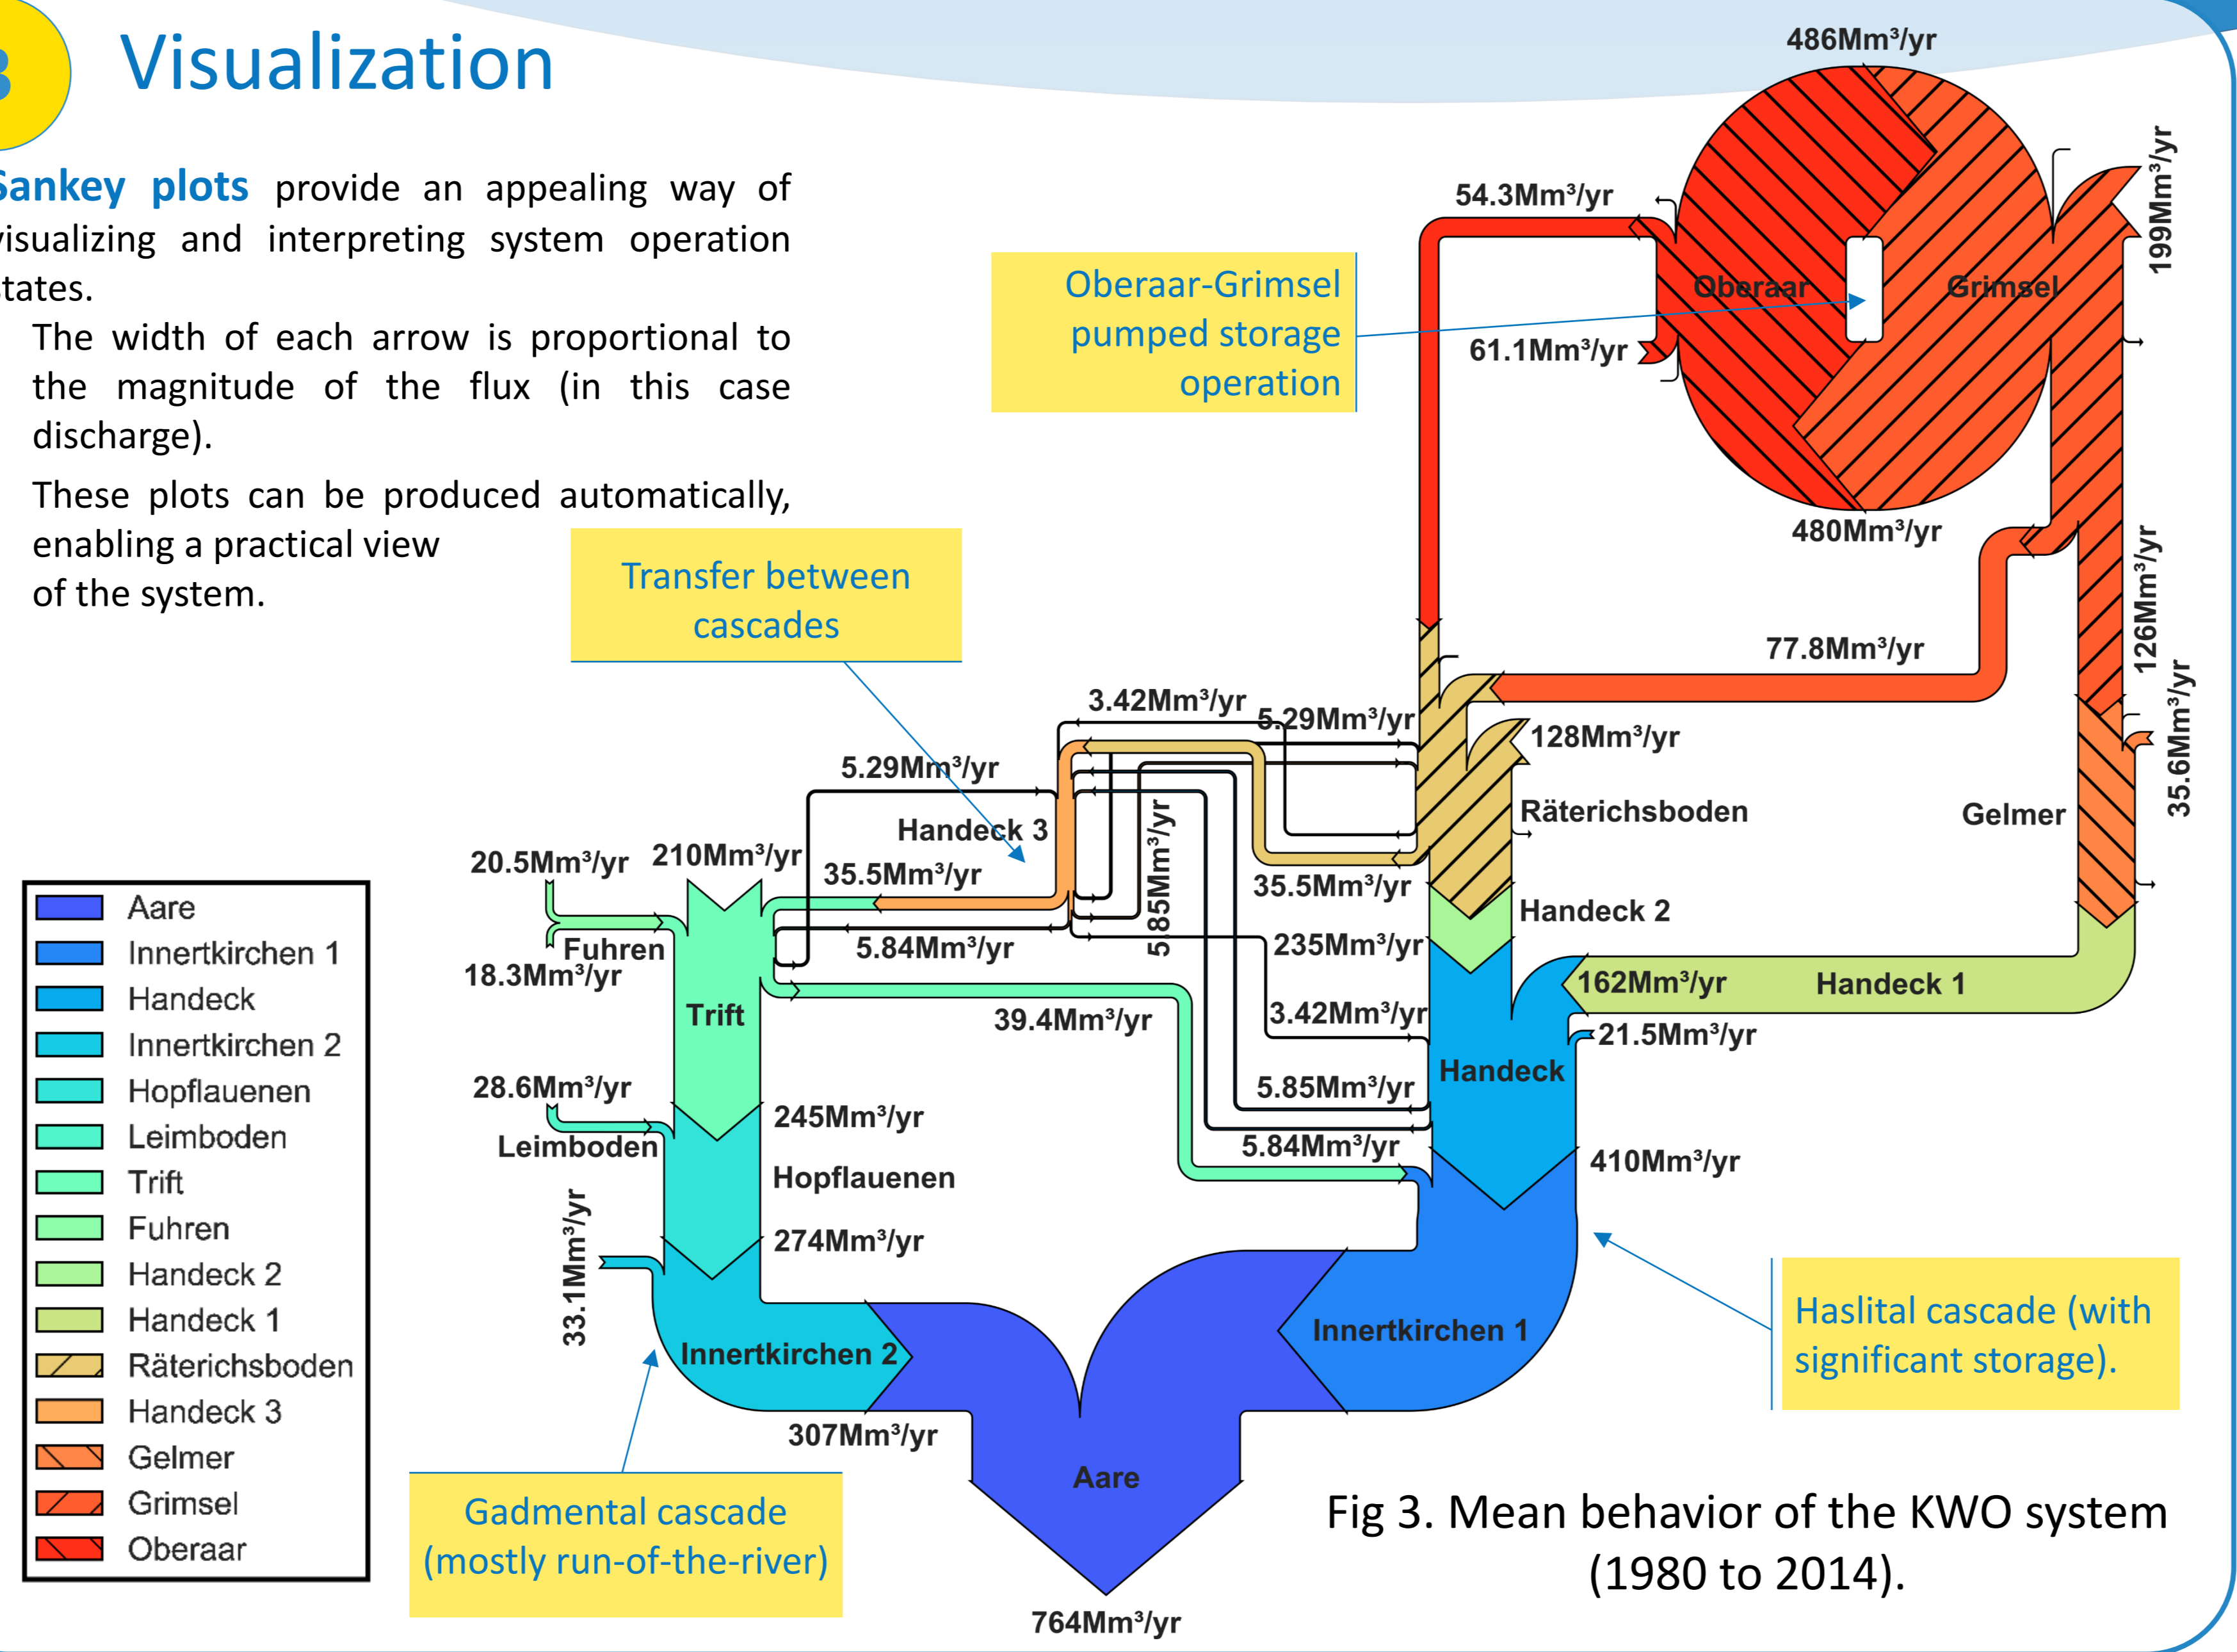 3
Visualization
Sankey plots provide an appealing way of
visualizing and interpreting system operation
states.
The width of each arrow is proportional to
the magnitude of the flux (in this case
discharge).
These plots can be produced automatically,
enabling a practical view
of the system.
486Mm³/yr
54.3Mm³/yr
199Mm³/yr
Oberaar-Grimsel
pumped storage
operation
Oberaar
Grimsel
61.1Mm³/yr
480Mm³/yr
126Mm³/yr
Transfer between
cascades
77.8Mm³/yr
35.6Mm³/yr
3.42Mm³/yr
5.29Mm³/yr
128Mm³/yr
5.29Mm³/yr
Räterichsboden
Gelmer
Handeck 3
5.85Mm³/yr
20.5Mm³/yr
210Mm³/yr
35.5Mm³/yr
35.5Mm³/yr
Handeck 2
Fuhren
5.84Mm³/yr
235Mm³/yr
18.3Mm³/yr
162Mm³/yr
Handeck 1
Trift
39.4Mm³/yr
3.42Mm³/yr
21.5Mm³/yr
Handeck
28.6Mm³/yr
5.85Mm³/yr
245Mm³/yr
Leimboden
5.84Mm³/yr
410Mm³/yr
Hopflauenen
33.1Mm³/yr
274Mm³/yr
Innertkirchen 1
Innertkirchen 2
Haslital cascade (with
significant storage).
307Mm³/yr
Aare
Gadmental cascade
(mostly run-of-the-river)
764Mm³/yr
Aare
Innertkirchen 1
Handeck
Innertkirchen 2
Hopflauenen
Leimboden
Trift
Fuhren
Handeck 2
Handeck 1
Räterichsboden
Handeck 3
Gelmer
Grimsel
Oberaar
Fig 3. Mean behavior of the KWO system
(1980 to 2014).